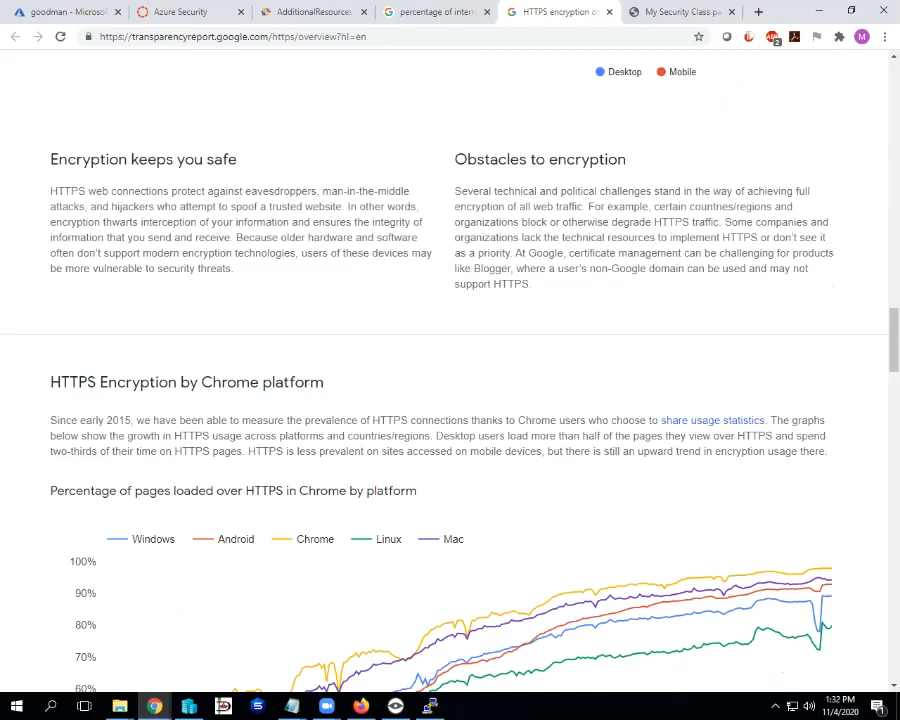 goodman - Microsof
Azure Security
AdditionalResources
percentage of intern
HTTPS encryption o
My Security Class pa
https://transparencyreport.google.com/https/overview?hl=en
ABP
2
M
Desktop
Mobile
Encryption keeps you safe
HTTPS web connections protect against eavesdroppers, man-in-the-middle
attacks, and hijackers who attempt to spoof a trusted website. In other words,
encryption thwarts interception of your information and ensures the integrity of
information that you send and receive. Because older hardware and software
often don't support modern encryption technologies, users of these devices may
be more vulnerable to security threats.
Obstacles to encryption
Several technical and political challenges stand in the way of achieving full
encryption of all web traffic. For example, certain countries/regions and
organizations block or otherwise degrade HTTPS traffic. Some companies and
organizations lack the technical resources to implement HTTPS or don't see it
as a priority. At Google, certificate management can be challenging for products
like Blogger, where a user's non-Google domain can be used and may not
support HTTPS.
HTTPS Encryption by Chrome platform
Since early 2015, we have been able to measure the prevalence of HTTPS connections thanks to Chrome users who choose to share usage statistics. The graphs
below show the growth in HTTPS usage across platforms and countries/regions. Desktop users load more than half of the pages they view over HTTPS and spend
two-thirds of their time on HTTPS pages. HTTPS is less prevalent on sites accessed on mobile devices, but there is still an upward trend in encryption usage there.
Percentage of pages loaded over HTTPS in Chrome by platform
Windows
Android
Chrome
Linux
Mac
100%
90%
80%
70%
60%
1:32 PM
11/4/2020
1